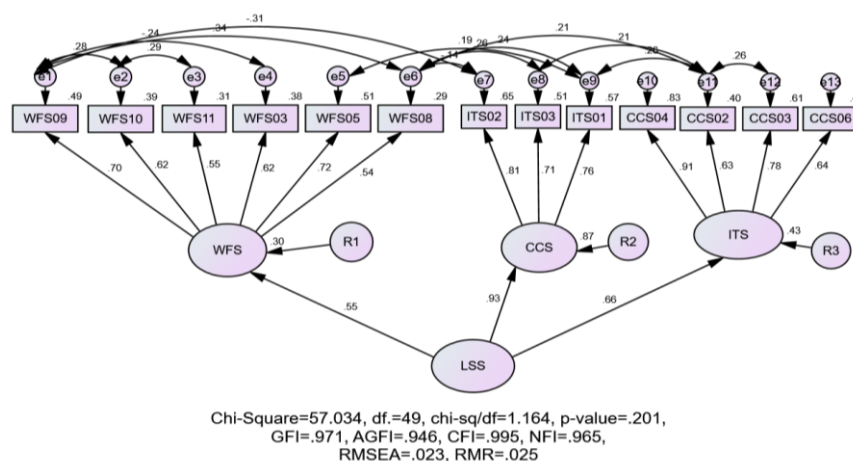 -.31
-.24 .34 .21
.28 .29 .19 .26 .24 .21 .26 .26
-.14
e1 e2 e3 e4 e5 e6 e7 e8 e9 e10 e11 e12 e13
.49 .39 .31 .38 .51 .29 .65 .51 .57 .83 .40 .61
WFS09 WFS10 WFS11 WFS03 WFS05 WFS08 ITS02 ITS03 ITS01 CCS04 CCS02 CCS03 CCS06
.70 .62 .55 .62 .72 .54 .81 .71 .76 .91 .63 .78 .64
WFS .30 R1 CCS .87 R2 ITS .43 R3
.55 .93 .66
LSS
Chi-Square=57.034, df.=49, chi-sq/df=1.164, p-value=.201,
GFI=.971, AGFI=.946, CFI=.995, NFI=.965,
RMSEA=.023, RMR=.025